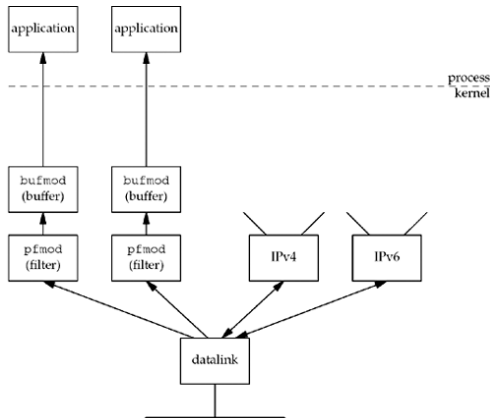 application
application
process
kernel
bufmod
(buffer)
bufmod
(buffer)
pfmod
(filter)
pfmod
(filter)
IPv4
IPv6
datalink